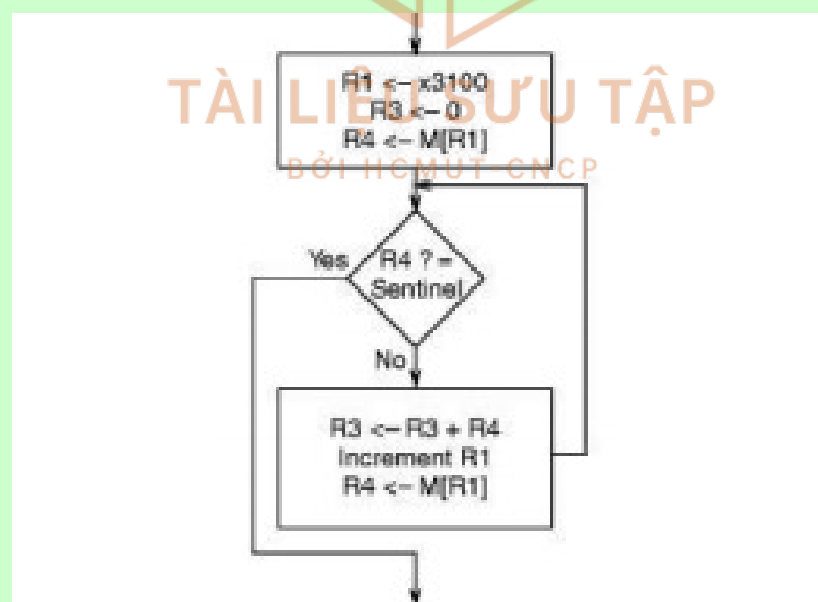 R1 <– x3100
TÀI LIỆU SƯU TẬP
R3 <– 0
R4 <– M[R1]
BỞI HCMUT-CNCP
Yes
R4 ? =
Sentinel
No
R3 <– R3 + R4
Increment R1
R4 <– M[R1]